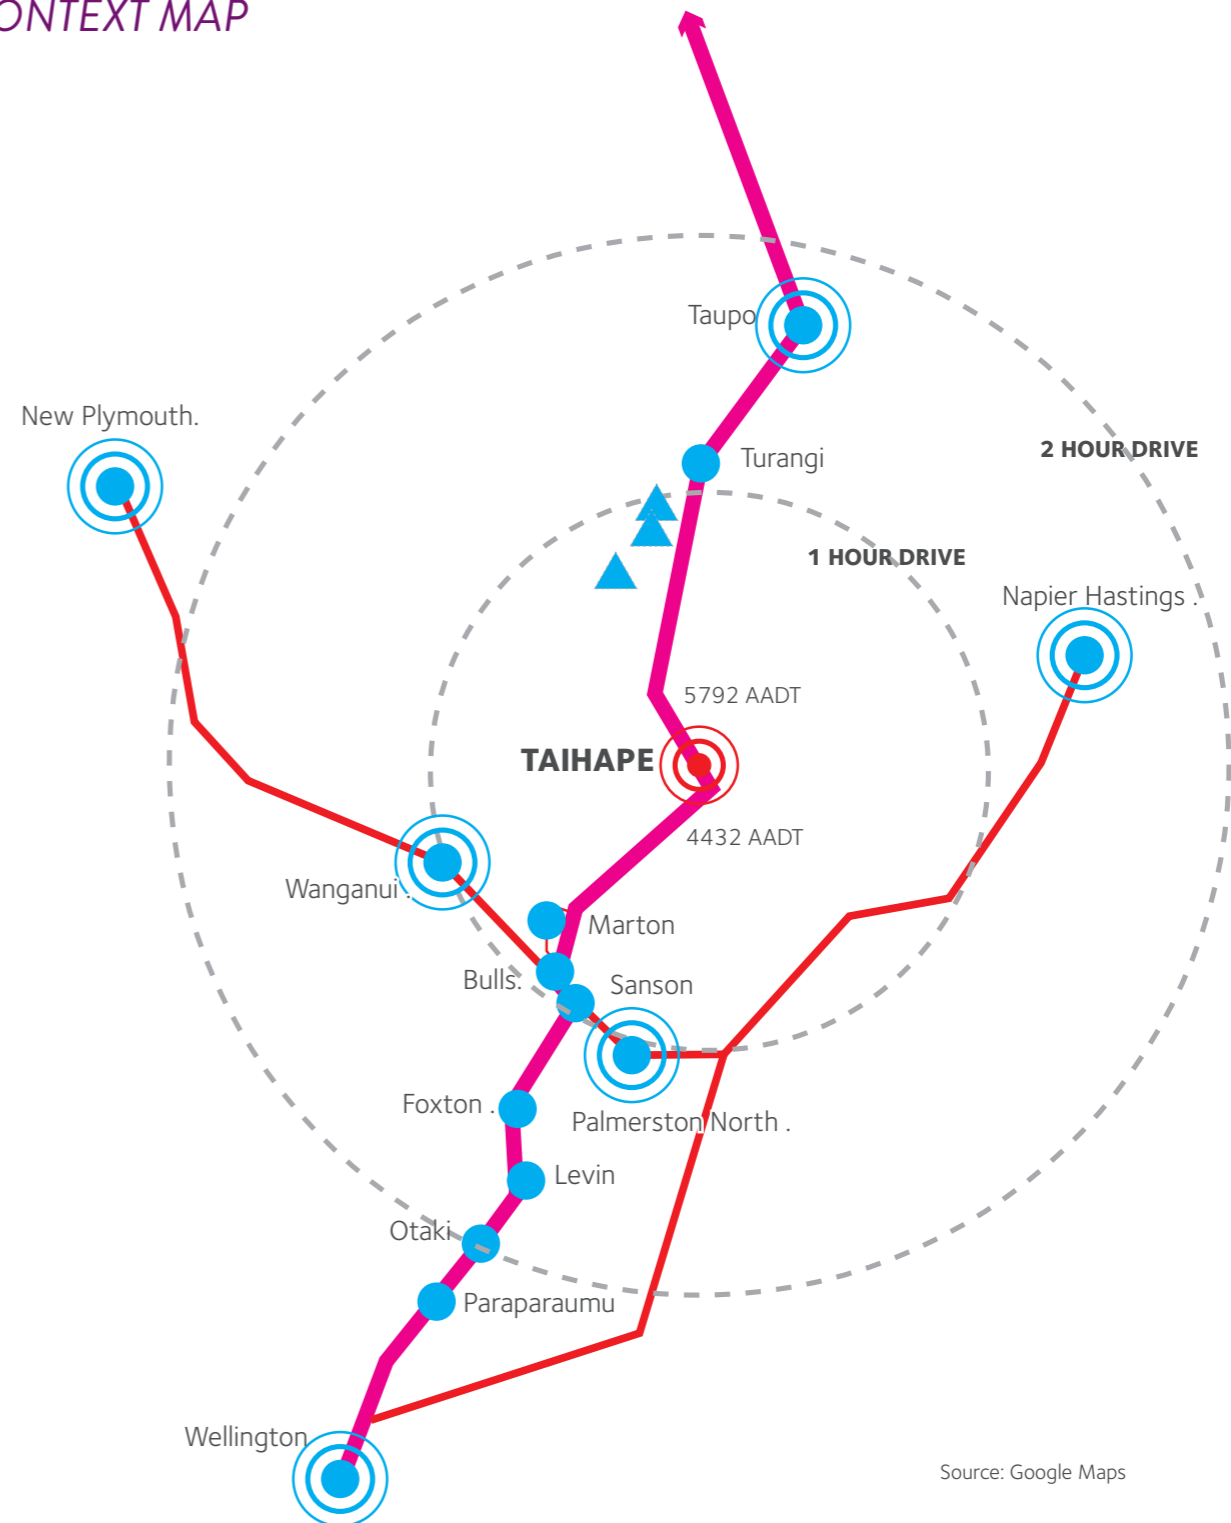 ONTEXT MAP
Taupo
New Plymouth.
2 HOUR DRIVE
Turangi
1 HOUR DRIVE
Napier Hastings .
5792 AADT
TAIHAPE
4432 AADT
Wanganui .
Marton
Bulls.
Sanson
Foxton .
Palmerston North .
Levin
Otaki
Paraparaumu
Wellington
Source: Google Maps